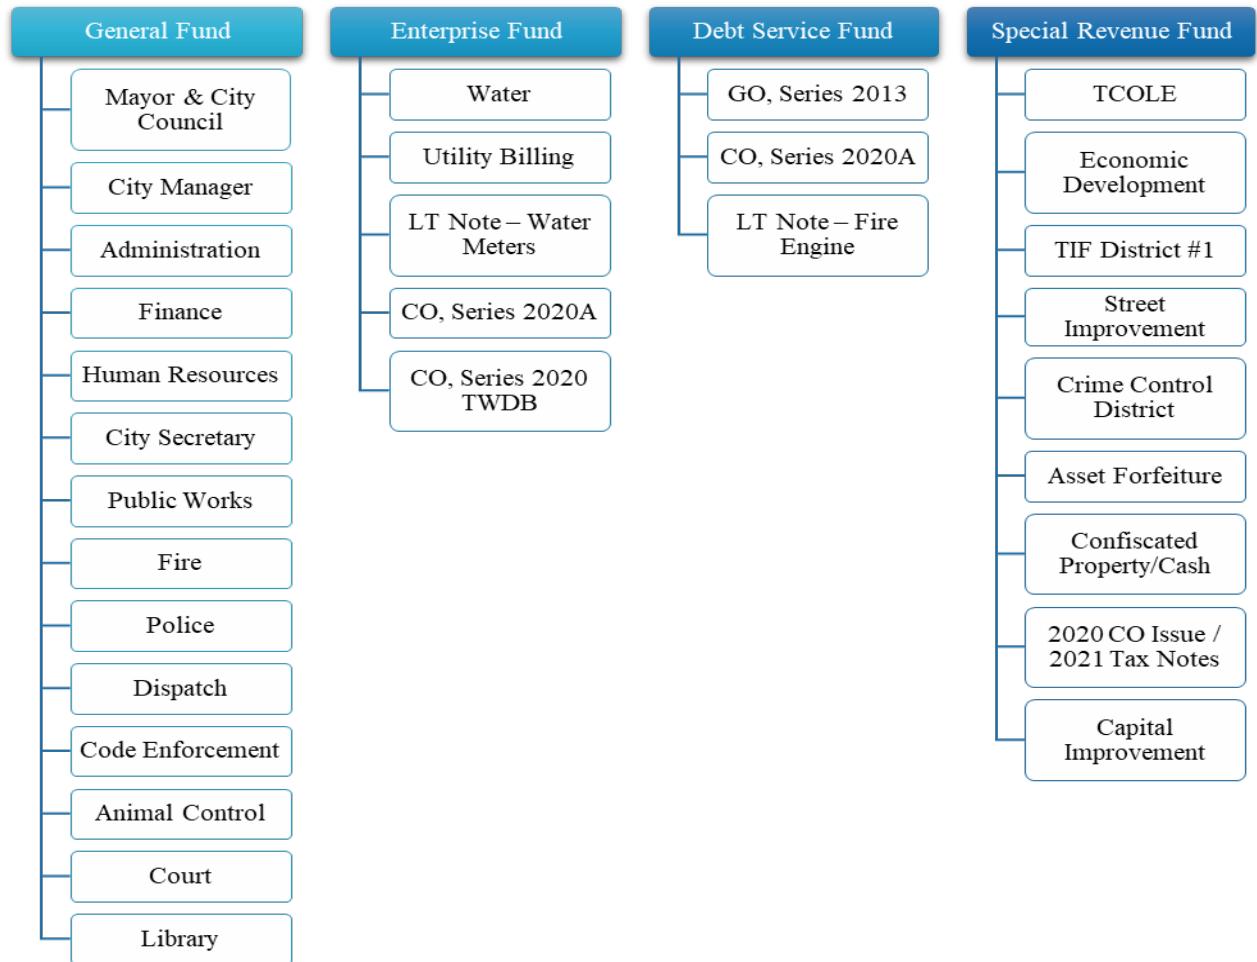 General Fund
Mayor & City
Council
City Manager
Administration
Finance
Human Resources
City Secretary
Public Works
Fire
Police
Dispatch
Code Enforcement
Animal Control
Court
Library
Enterprise Fund
Water
Utility Billing
LT Note – Water
Meters
CO, Series 2020A
CO, Series 2020
TWDB
Debt Service Fund
GO, Series 2013
CO, Series 2020A
LT Note – Fire
Engine
Special Revenue Fund
TCOLE
Economic
Development
TIF District #1
Street
Improvement
Crime Control
District
Asset Forfeiture
Confiscated
Property/Cash
2020 CO Issue /
2021 Tax Notes
Capital
Improvement